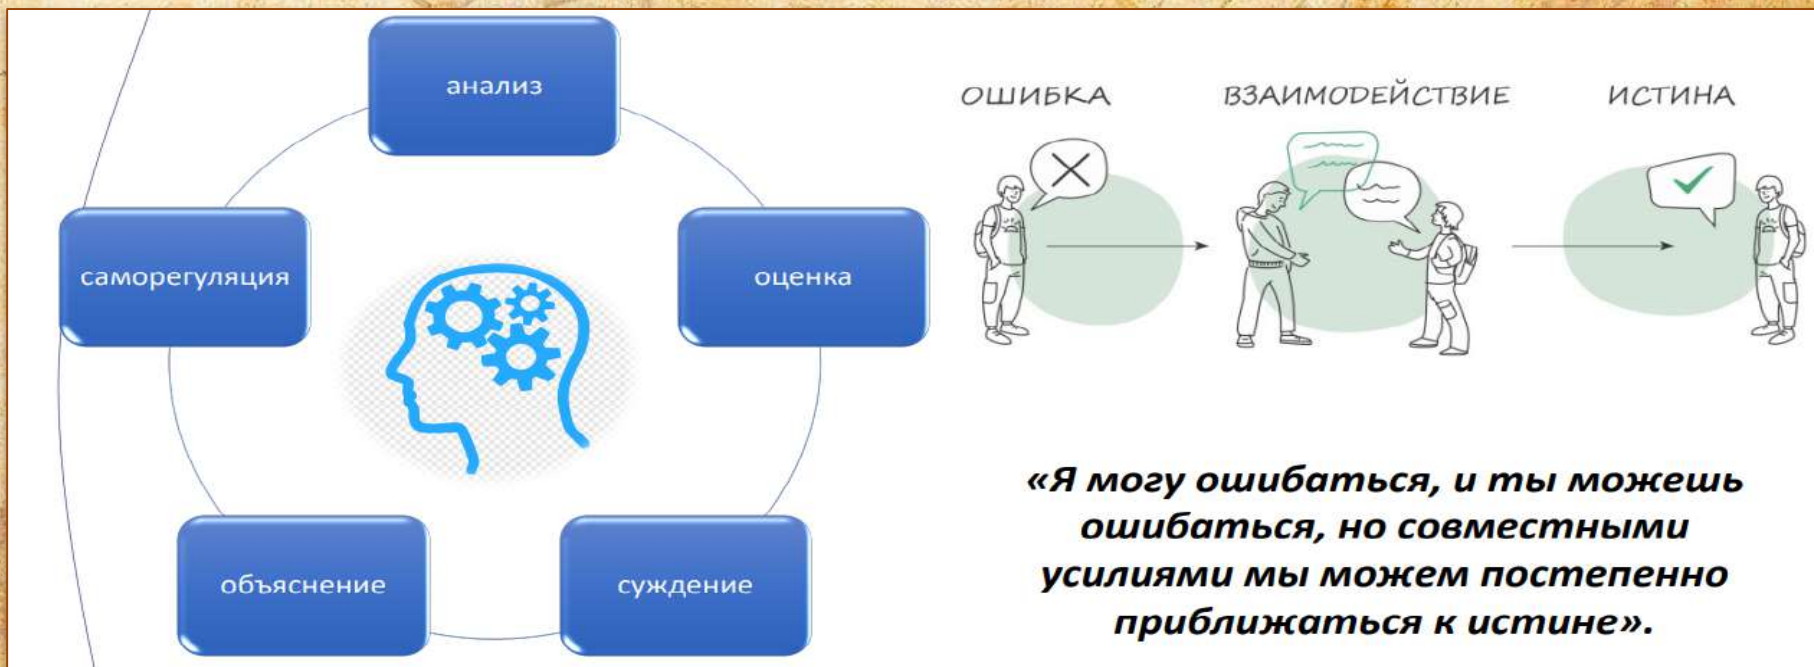 анализ
оценка
суждение
объяснение
саморегуляция
ОШИБКА
ВЗАИМОДЕЙСТВИЕ
ИСТИНА
«Я могу ошибаться, и ты можешь
ошибаться, но совместными
усилиями мы можем постепенно
приближаться к истине».